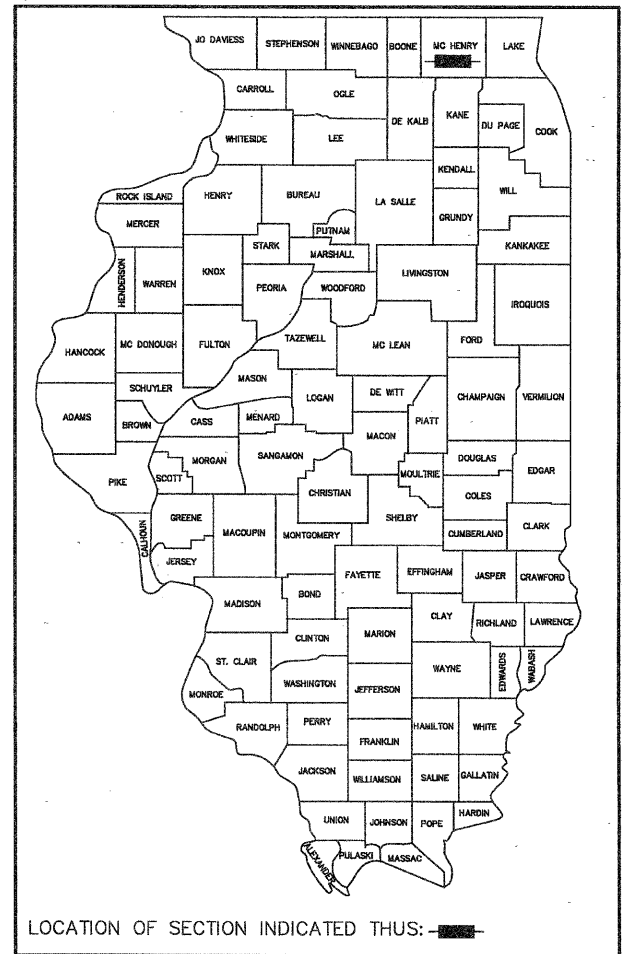 JO DAVIESS STEPHENSON WINNEBAGO BOONE MC HENRY LAKE
CARROLL OGLE DE KALB KANE DU PAGE COOK
WHITESIDE LEE
KENDALL WILL
ROCK ISLAND HENRY BUREAU LA SALLE GRUNDY
MERCER PUTNAM
STARK MARSHALL KANKAKEE
HENDERSON WARREN KNOX PEORIA WOODFORD LIVINGSTON IROQUOIS
HANCOCK MC DONOUGH FULTON TAZEWELL MC LEAN FORD
SCHUYLER MASON LOGAN DE WITT CHAMPAIGN VERMILION
ADAMS BROWN CASS MENARD MACON PIATT
PIKE SCOTT MORGAN SANGAMON MOULTRIE DOUGLAS EDGAR
CHRISTIAN COLES
CALHOUN GREENE MACOUPIN MONTGOMERY SHELBY CUMBERLAND CLARK
JERSEY
FAYETTE EFFINGHAM JASPER CRAWFORD
MADISON BOND
CLINTON MARION CLAY RICHLAND LAWRENCE
ST. CLAIR WAYNE EDWARDS WABASH
MONROE WASHINGTON JEFFERSON
RANDOLPH PERRY HAMILTON WHITE
FRANKLIN
JACKSON WILLIAMSON SALINE GALLATIN
UNION JOHNSON POPE HARDIN
ALEXANDER PULASKI MASSAC
LOCATION OF SECTION INDICATED THUS: